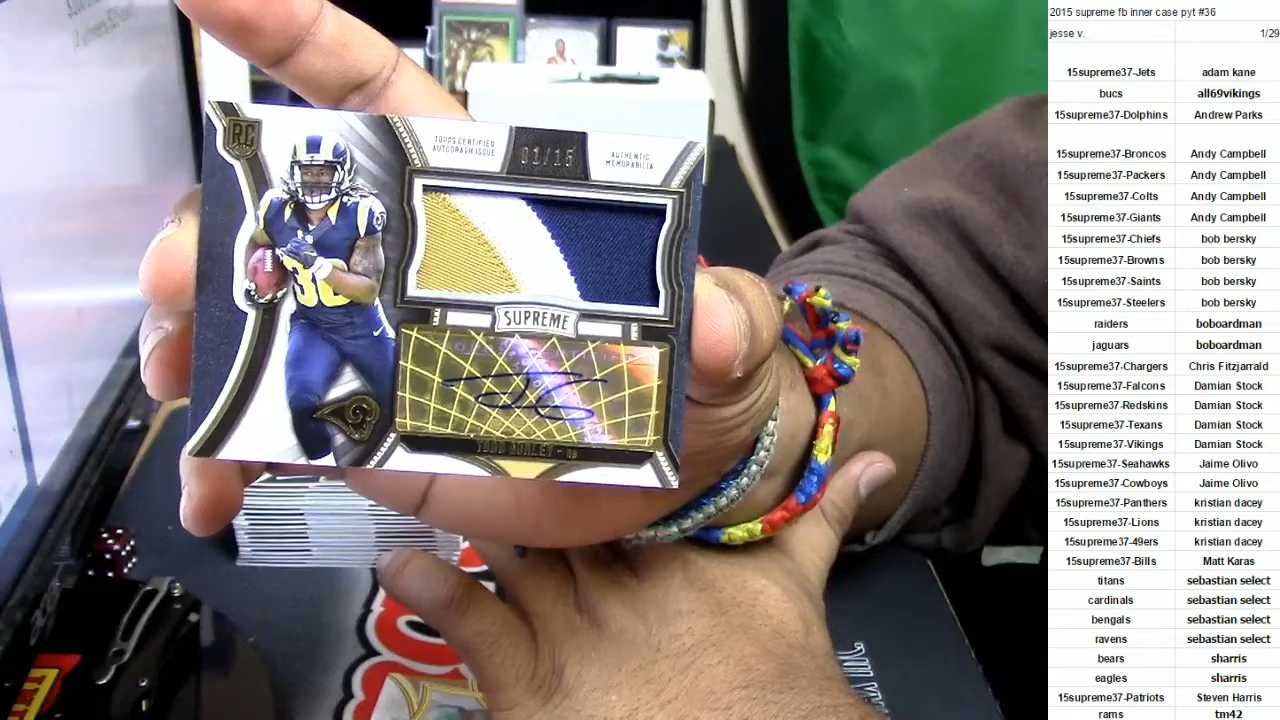 RC
TOPPS CERTIFIED
AUTOGRAPH ISSUE
01/15
AUTHENTIC
MEMORABILIA
30
SUPREME
TODD GURLEY - RB
2015 supreme fb inner case pyt #36
jesse v. 1/29
15supreme37-Jets adam kane
bucs all69vikings
15supreme37-Dolphins Andrew Parks
15supreme37-Broncos Andy Campbell
15supreme37-Packers Andy Campbell
15supreme37-Colts Andy Campbell
15supreme37-Giants Andy Campbell
15supreme37-Chiefs bob bersky
15supreme37-Browns bob bersky
15supreme37-Saints bob bersky
15supreme37-Steelers bob bersky
raiders boboardman
jaguars boboardman
15supreme37-Chargers Chris Fitzjarrald
15supreme37-Falcons Damian Stock
15supreme37-Redskins Damian Stock
15supreme37-Texans Damian Stock
15supreme37-Vikings Damian Stock
15supreme37-Seahawks Jaime Olivo
15supreme37-Cowboys Jaime Olivo
15supreme37-Panthers kristian dacey
15supreme37-Lions kristian dacey
15supreme37-49ers kristian dacey
15supreme37-Bills Matt Karas
titans sebastian select
cardinals sebastian select
bengals sebastian select
ravens sebastian select
bears sharris
eagles sharris
15supreme37-Patriots Steven Harris
rams tm42